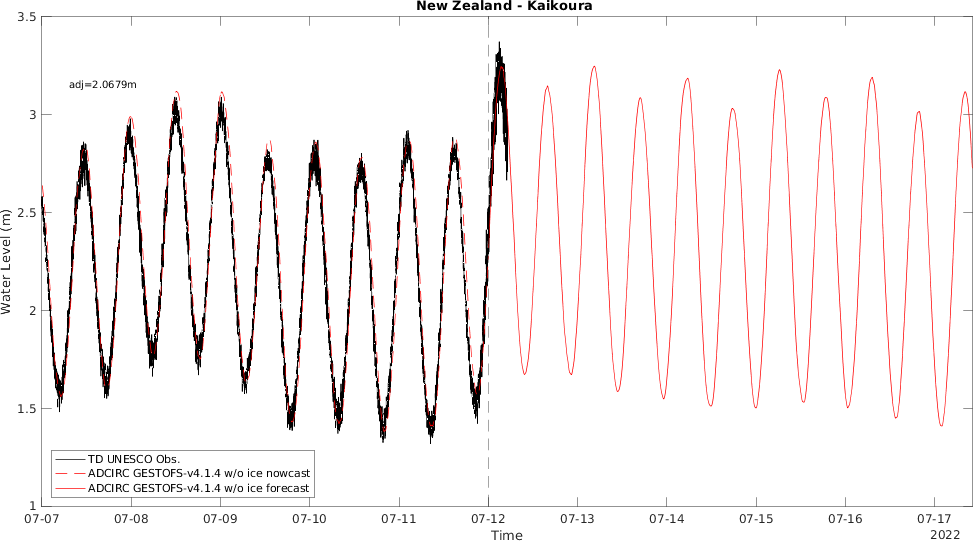 New Zealand - Kaikoura
3.5
adj=2.0679m
3
2.5
Water Level (m)
2
1.5
TD UNESCO Obs.
ADCIRC GESTOFS-v4.1.4 w/o ice nowcast
ADCIRC GESTOFS-v4.1.4 w/o ice forecast
1
07-07 07-08 07-09 07-10 07-11 07-12 07-13 07-14 07-15 07-16 07-17
Time
2022